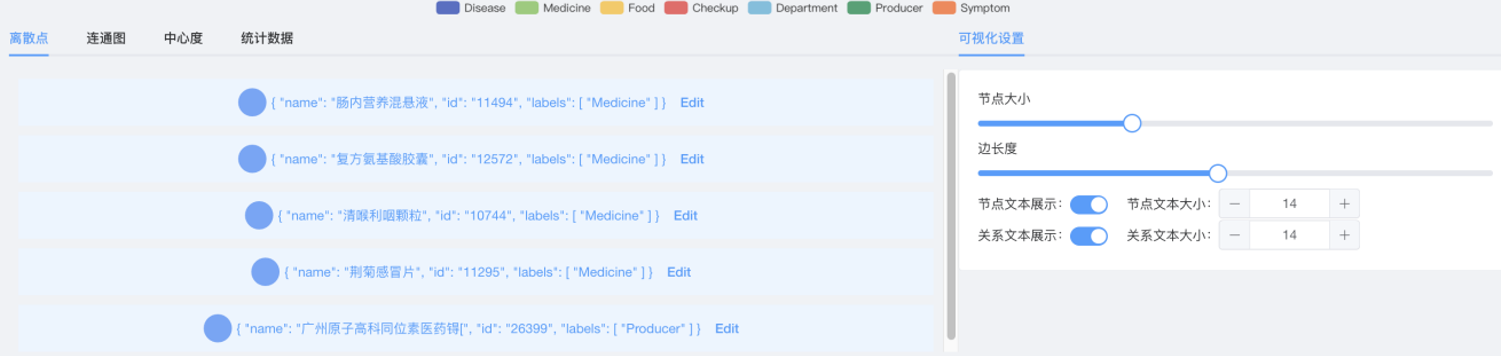 Disease Medicine Food Checkup Department Producer Symptom
离散点 连通图 中心度 统计数据
{ "name": "肠内营养混悬液", "id": "11494", "labels": [ "Medicine" ] } Edit
{ "name": "复方氨基酸胶囊", "id": "12572", "labels": [ "Medicine" ] } Edit
{ "name": "清喉利咽颗粒", "id": "10744", "labels": [ "Medicine" ] } Edit
{ "name": "荆菊感冒片", "id": "11295", "labels": [ "Medicine" ] } Edit
{ "name": "广州原子高科同位素医药锝[", "id": "26399", "labels": [ "Producer" ] } Edit
可视化设置
节点大小
边长度
节点文本展示: 节点文本大小: − 14 +
关系文本展示: 关系文本大小: − 14 +